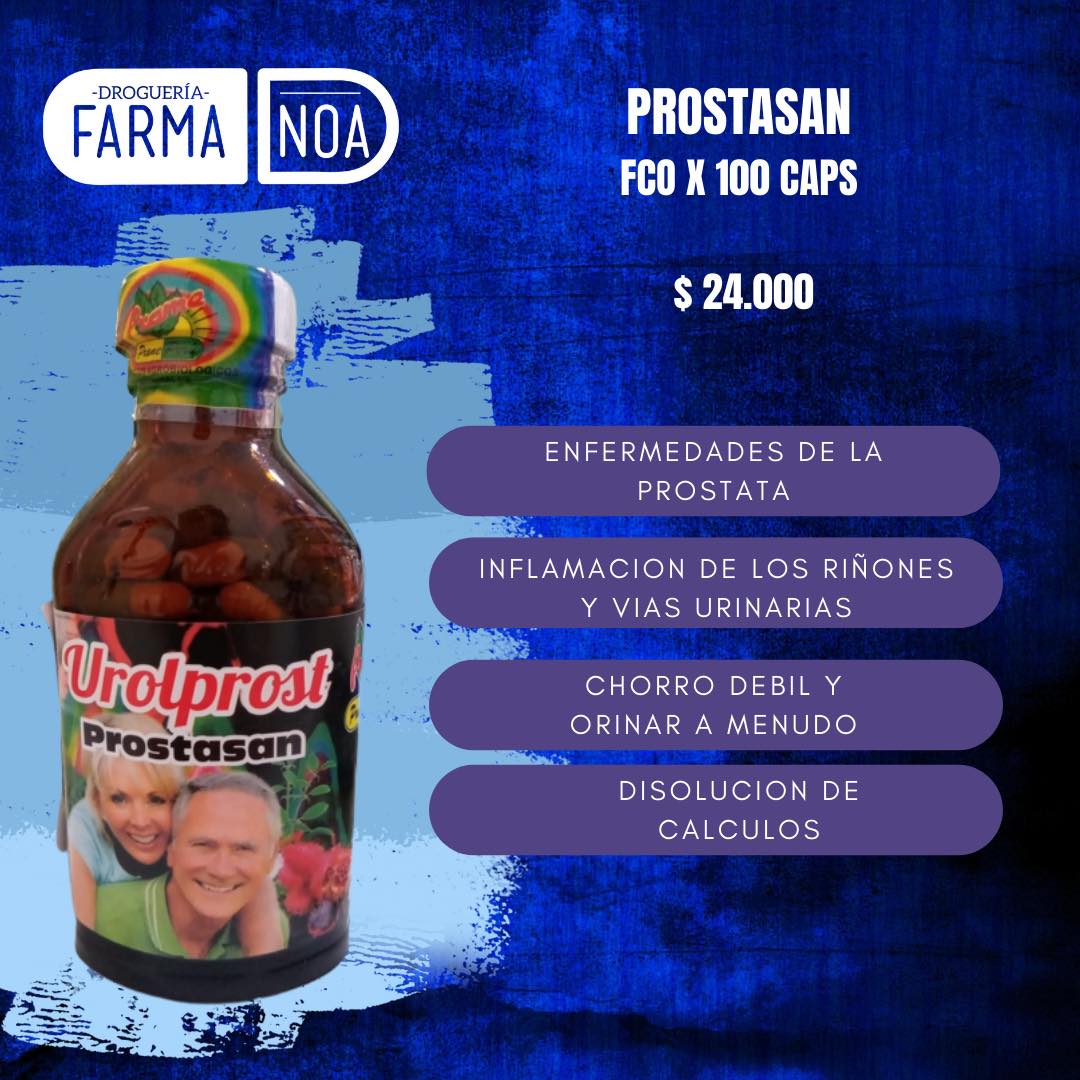 -DROGUERÍA-
FARMA NOA
PROSTASAN
FCO X 100 CAPS
$ 24.000
ENFERMEDADES DE LA
PROSTATA
INFLAMACION DE LOS RIÑONES
Y VIAS URINARIAS
CHORRO DEBIL Y
ORINAR A MENUDO
DISOLUCION DE
CALCULOS
Urolprost
Prostasan